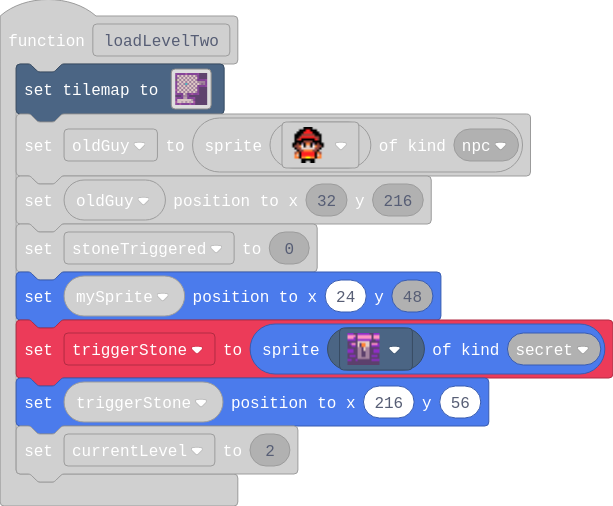 function loadLevelTwo
set tilemap to
set oldGuy to sprite of kind npc
set oldGuy position to x 32 y 216
set stoneTriggered to 0
set mySprite position to x 24 y 48
set triggerStone to sprite of kind secret
set triggerStone position to x 216 y 56
set currentLevel to 2